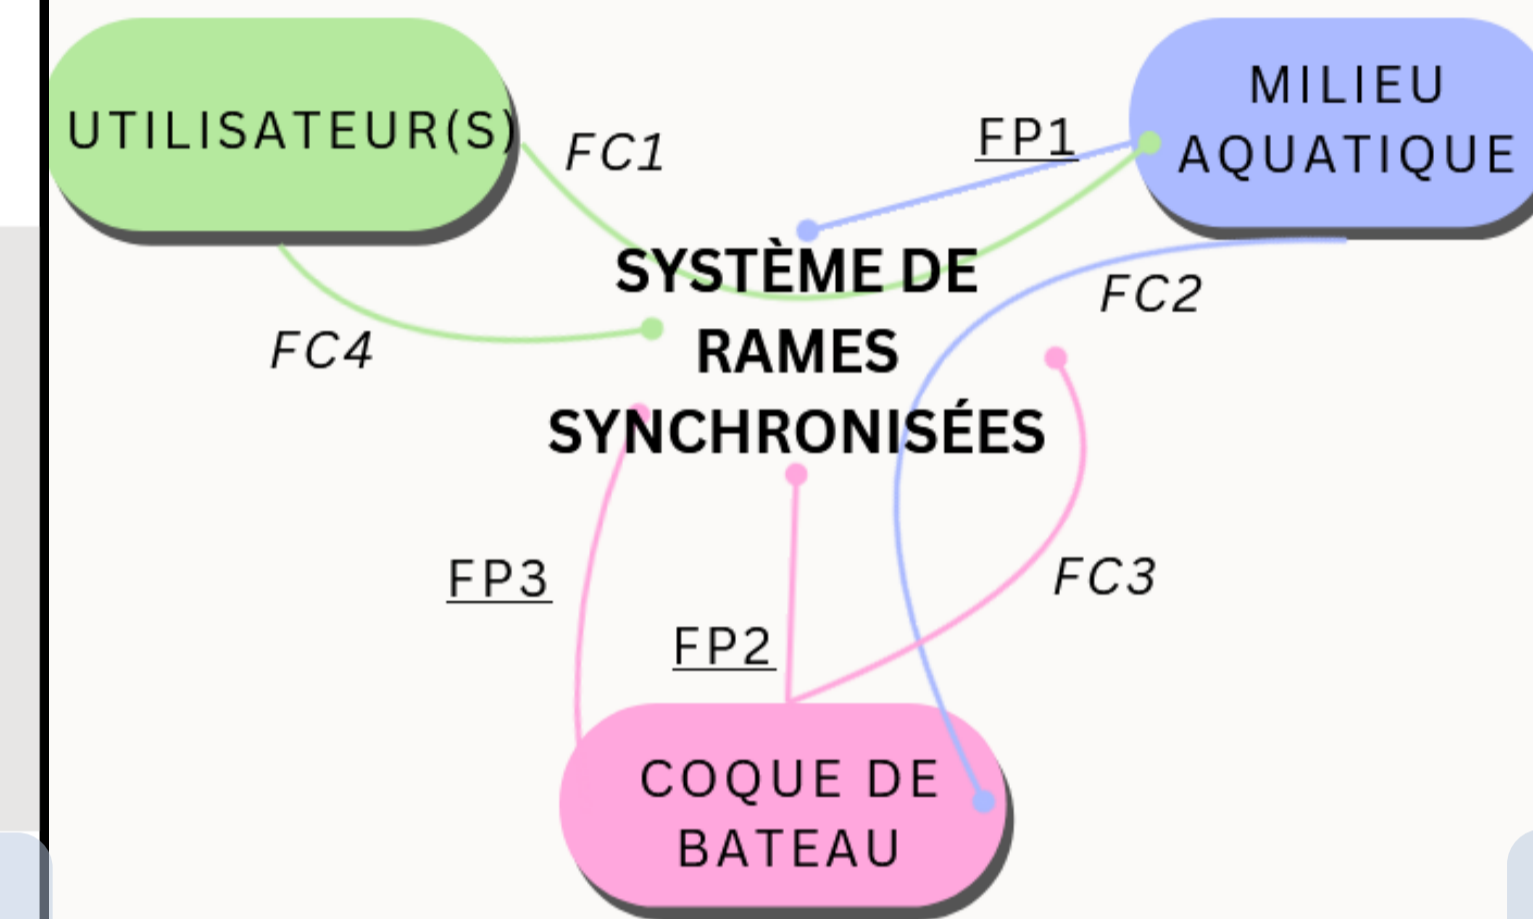 UTILISATEUR(S)
FC1
FP1
MILIEU
AQUATIQUE
SYSTÈME DE
RAMES
SYNCHRONISÉES
FC2
FC4
FP3
FP2
FC3
COQUE DE
BATEAU